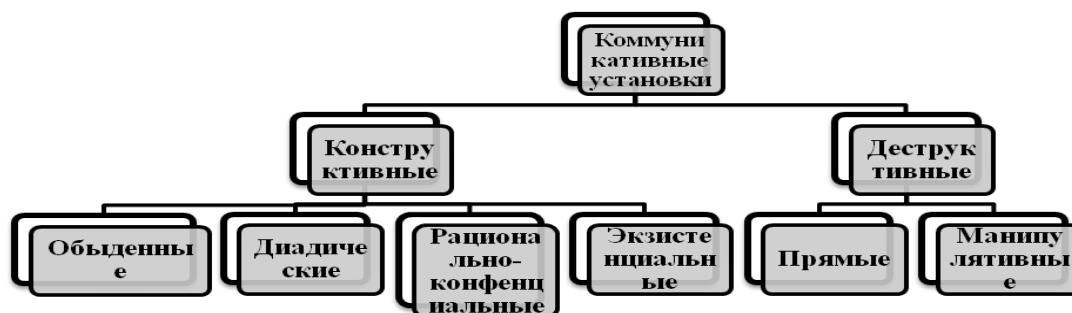 Коммуни
кативные
установки
Констру
ктивные
Деструк
тивные
Обыденны
е
Диадиче
ские
Рациона
льно-
конфенц
иальные
Экзисте
нциальн
ые
Прямые
Манипу
лятивны
е